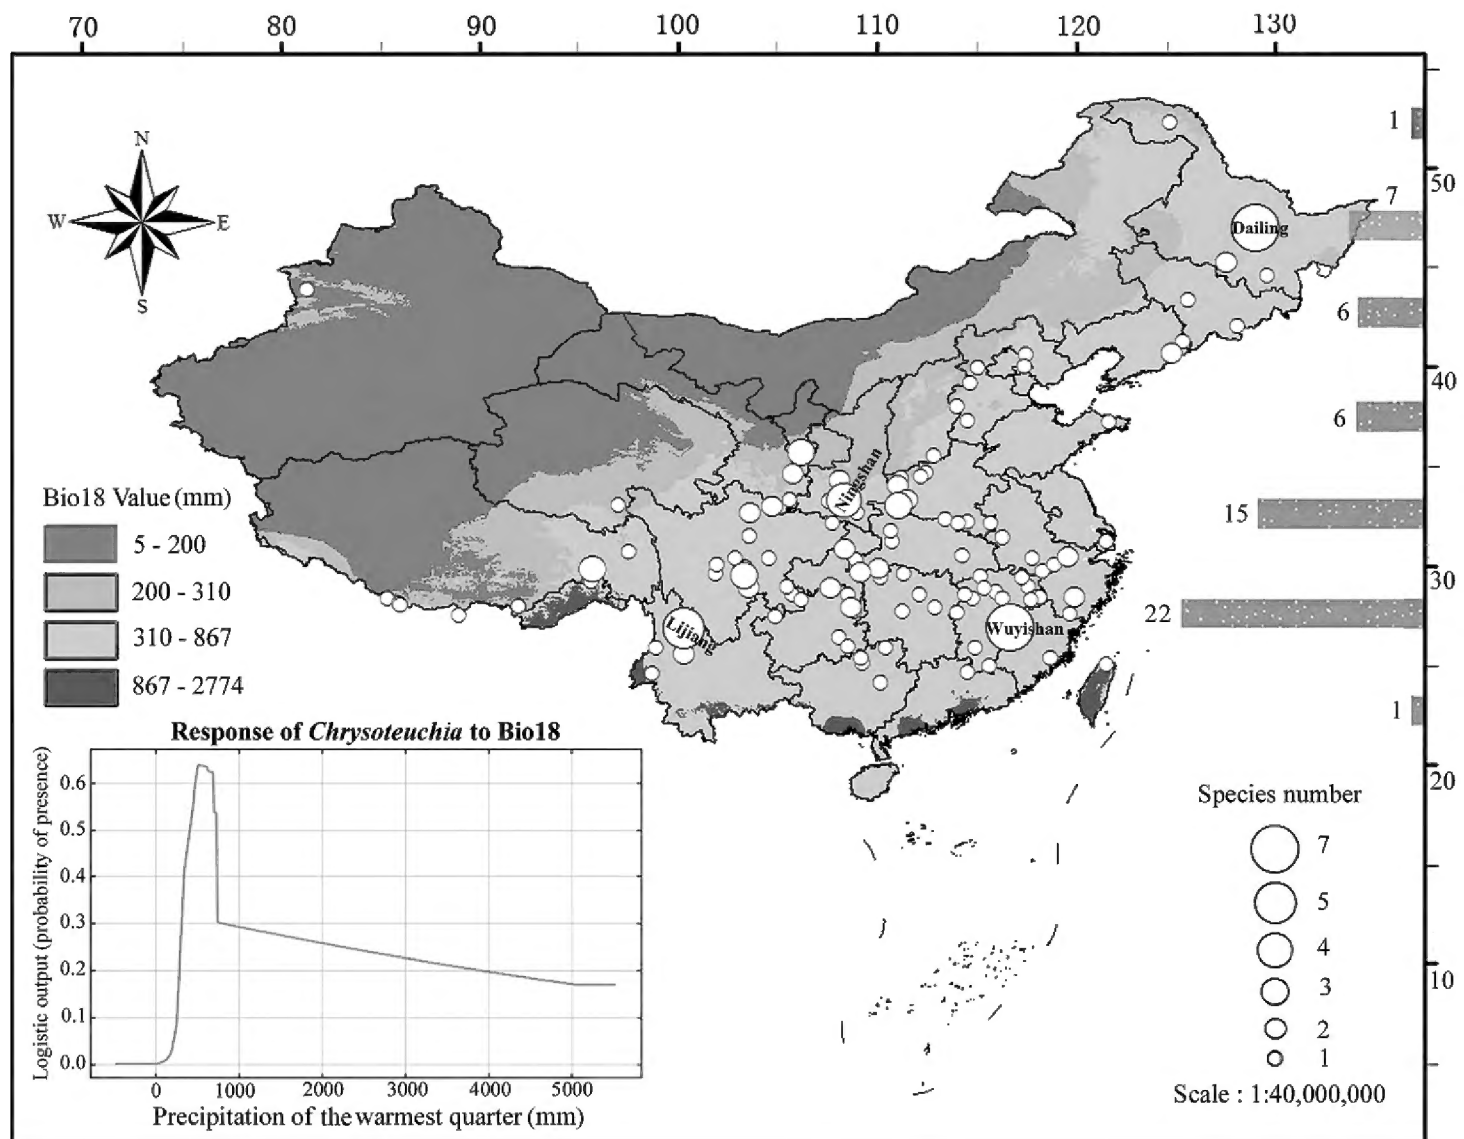 70 80 90 100 110 120 130
N
W E
S
1
50
7
Dailing
6
40
6
Ningshan
15
30
22
Lijiang
Wuyishan
1
20
10
Bio18 Value (mm)
5 - 200
200 - 310
310 - 867
867 - 2774
Response of Chrysoteuchia to Bio18
Logistic output (probability of presence)
0.6
0.5
0.4
0.3
0.2
0.1
0.0
0 1000 2000 3000 4000 5000
Precipitation of the warmest quarter (mm)
Species number
7
5
4
3
2
1
Scale : 1:40,000,000